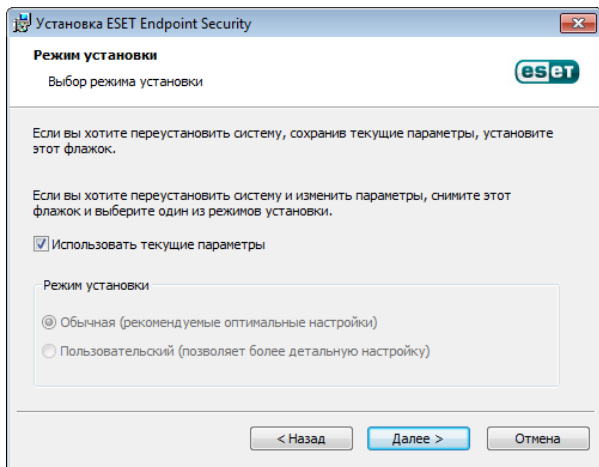 Установка ESET Endpoint Security
Режим установки
Выбор режима установки
eset
Если вы хотите переустановить систему, сохранив текущие параметры, установите
этот флажок.
Если вы хотите переустановить систему и изменить параметры, снимите этот
флажок и выберите один из режимов установки.
Использовать текущие параметры
Режим установки
Обычная (рекомендуемые оптимальные настройки)
Пользовательский (позволяет более детальную настройку)
< Назад
Далее >
Отмена